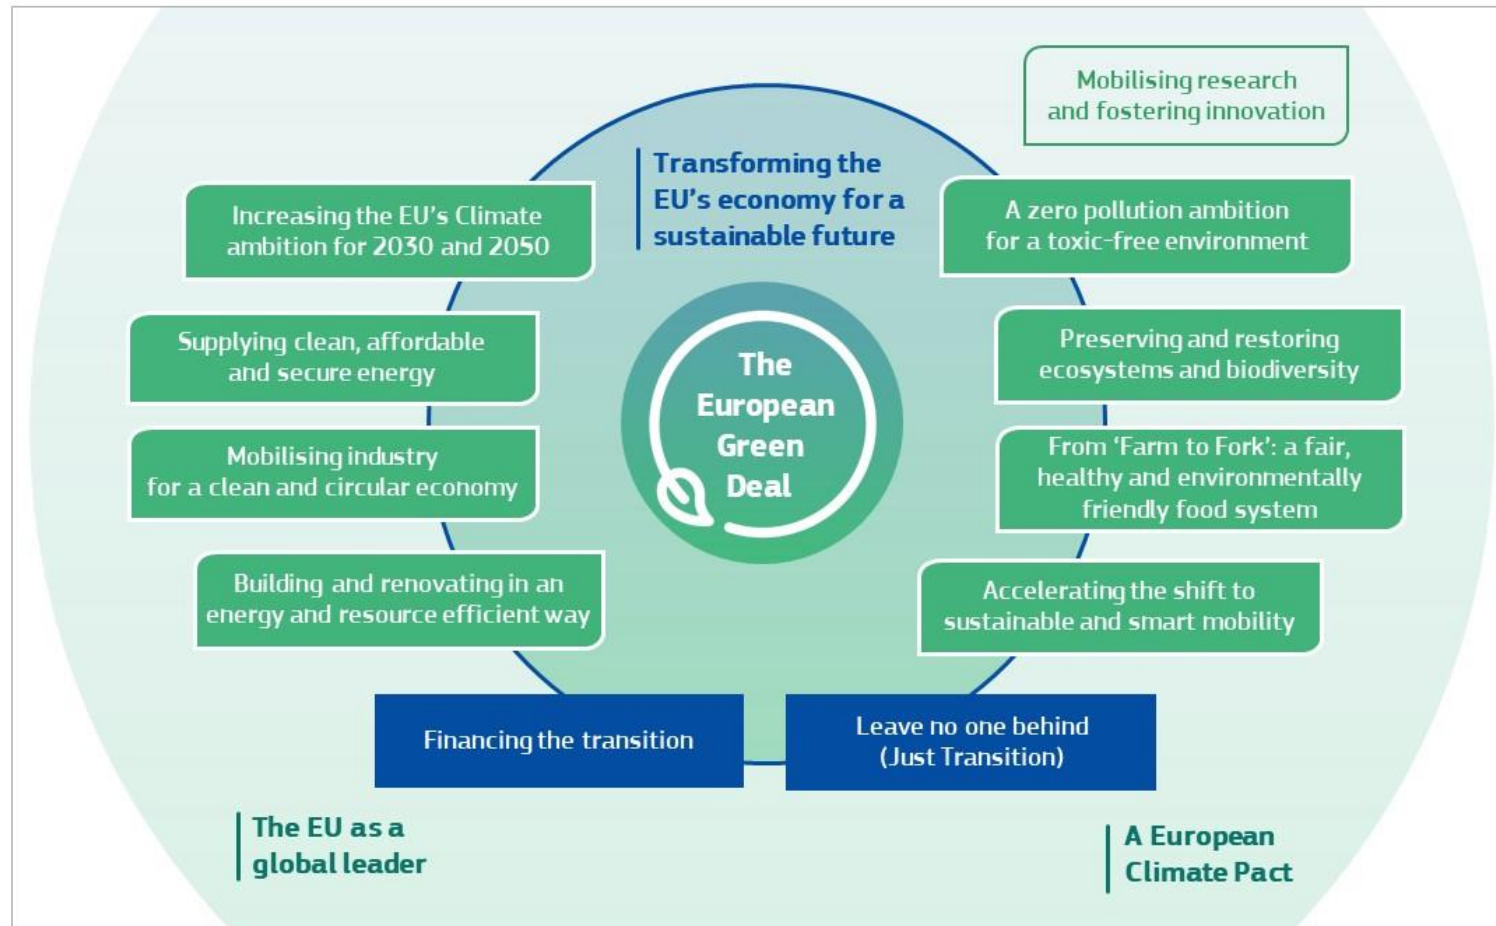 Mobilising research
and fostering innovation
Transforming the
EU’s economy for a
sustainable future
Increasing the EU’s Climate
ambition for 2030 and 2050
A zero pollution ambition
for a toxic-free environment
Supplying clean, affordable
and secure energy
Preserving and restoring
ecosystems and biodiversity
The
European
Green
Deal
Mobilising industry
for a clean and circular economy
From ‘Farm to Fork’: a fair,
healthy and environmentally
friendly food system
Building and renovating in an
energy and resource efficient way
Accelerating the shift to
sustainable and smart mobility
Financing the transition
Leave no one behind
(Just Transition)
The EU as a
global leader
A European
Climate Pact